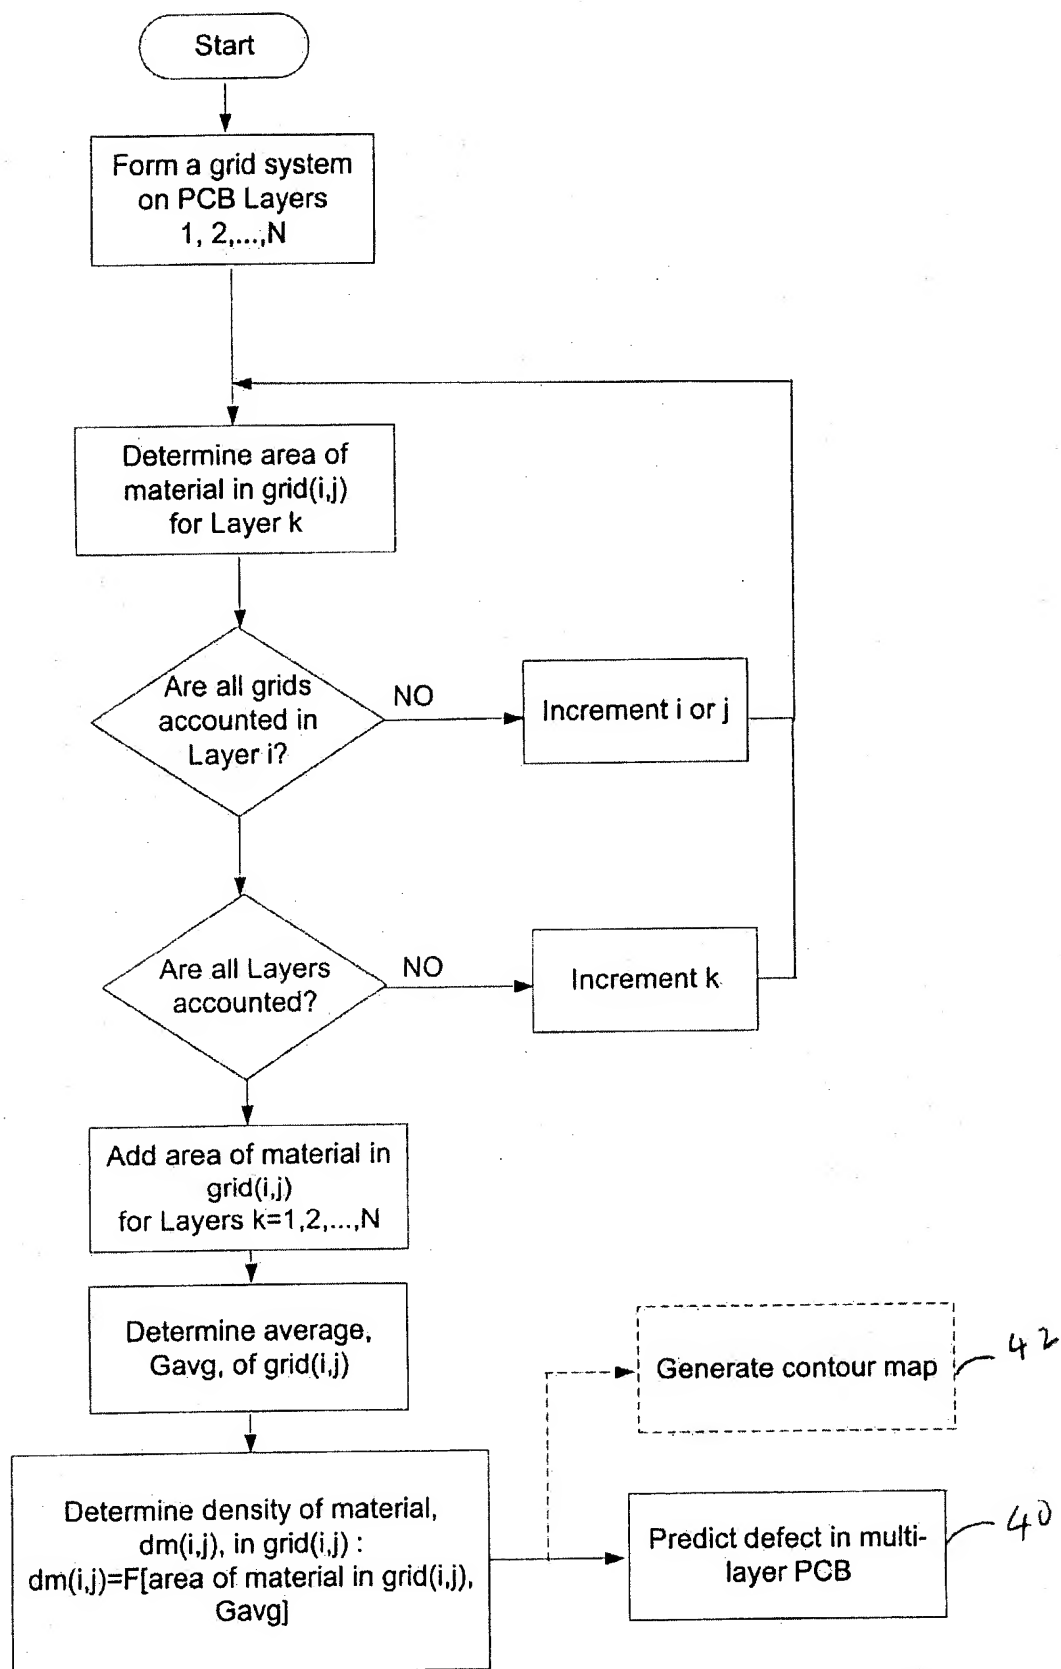 Start
Form a grid system
on PCB Layers
1, 2,...,N
Determine area of
material in grid(i,j)
for Layer k
Are all grids
accounted in
Layer i?
NO
Increment i or j
Are all Layers
accounted?
NO
Increment k
Add area of material in
grid(i,j)
for Layers k=1,2,...,N
Determine average,
Gavg, of grid(i,j)
Generate contour map
42
Determine density of material,
dm(i,j), in grid(i,j) :
dm(i,j)=F[area of material in grid(i,j),
Gavg]
Predict defect in multi-
layer PCB
40